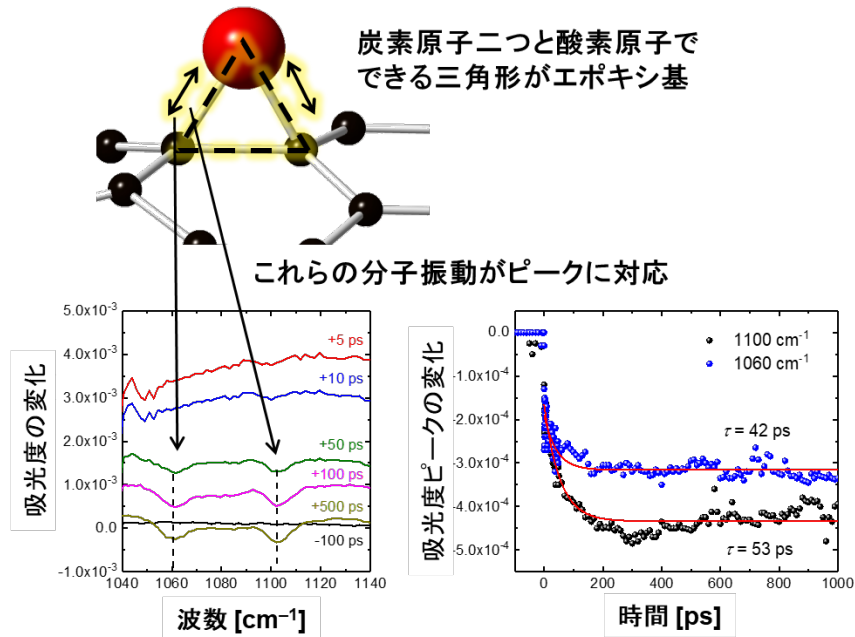 炭素原子二つと酸素原子で
できる三角形がエポキシ基
これらの分子振動がピークに対応
吸光度の変化
5.0x10⁻³
4.0x10⁻³
3.0x10⁻³
2.0x10⁻³
1.0x10⁻³
0.0
-1.0x10⁻³
+5 ps
+10 ps
+50 ps
+100 ps
+500 ps
-100 ps
1040 1060 1080 1100 1120 1140
波数 [cm⁻¹]
吸光度ピークの変化
0.0
-1.0x10⁻⁴
-2.0x10⁻⁴
-3.0x10⁻⁴
-4.0x10⁻⁴
-5.0x10⁻⁴
1100 cm⁻¹
1060 cm⁻¹
τ = 42 ps
τ = 53 ps
0 200 400 600 800 1000
時間 [ps]